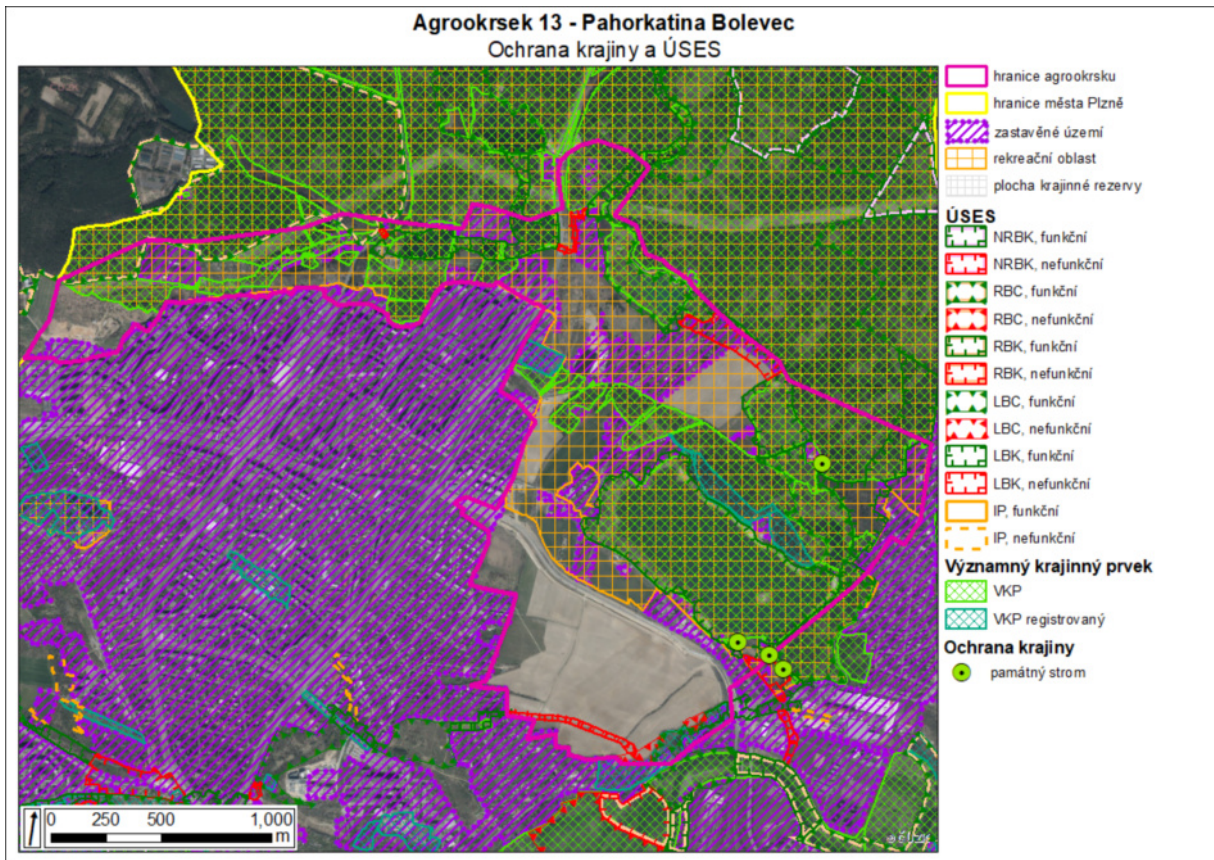 Agrookrsek 13 - Pahorkatina Bolevec
Ochrana krajiny a ÚSES
hranice agrookrsku
hranice města Plzně
zastavěné území
rekreační oblast
plocha krajinné rezervy
ÚSES
NRBK, funkční
NRBK, nefunkční
RBC, funkční
RBC, nefunkční
RBK, funkční
RBK, nefunkční
LBC, funkční
LBC, nefunkční
LBK, funkční
LBK, nefunkční
IP, funkční
IP, nefunkční
Významný krajinný prvek
VKP
VKP registrovaný
Ochrana krajiny
památný strom
0 250 500 1,000
m